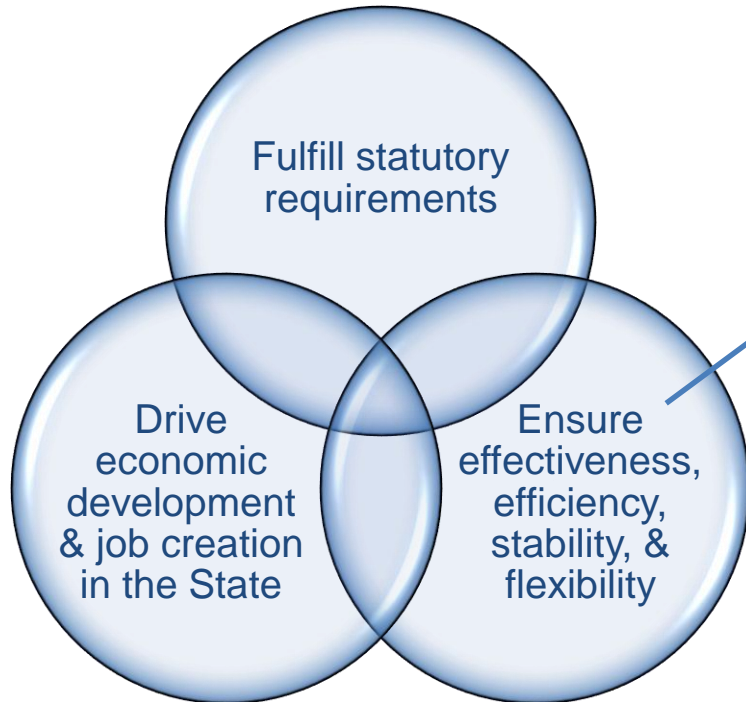 Fulfill statutory
requirements
Drive
economic
development
& job creation
in the State
Ensure
effectiveness,
efficiency,
stability, &
flexibility